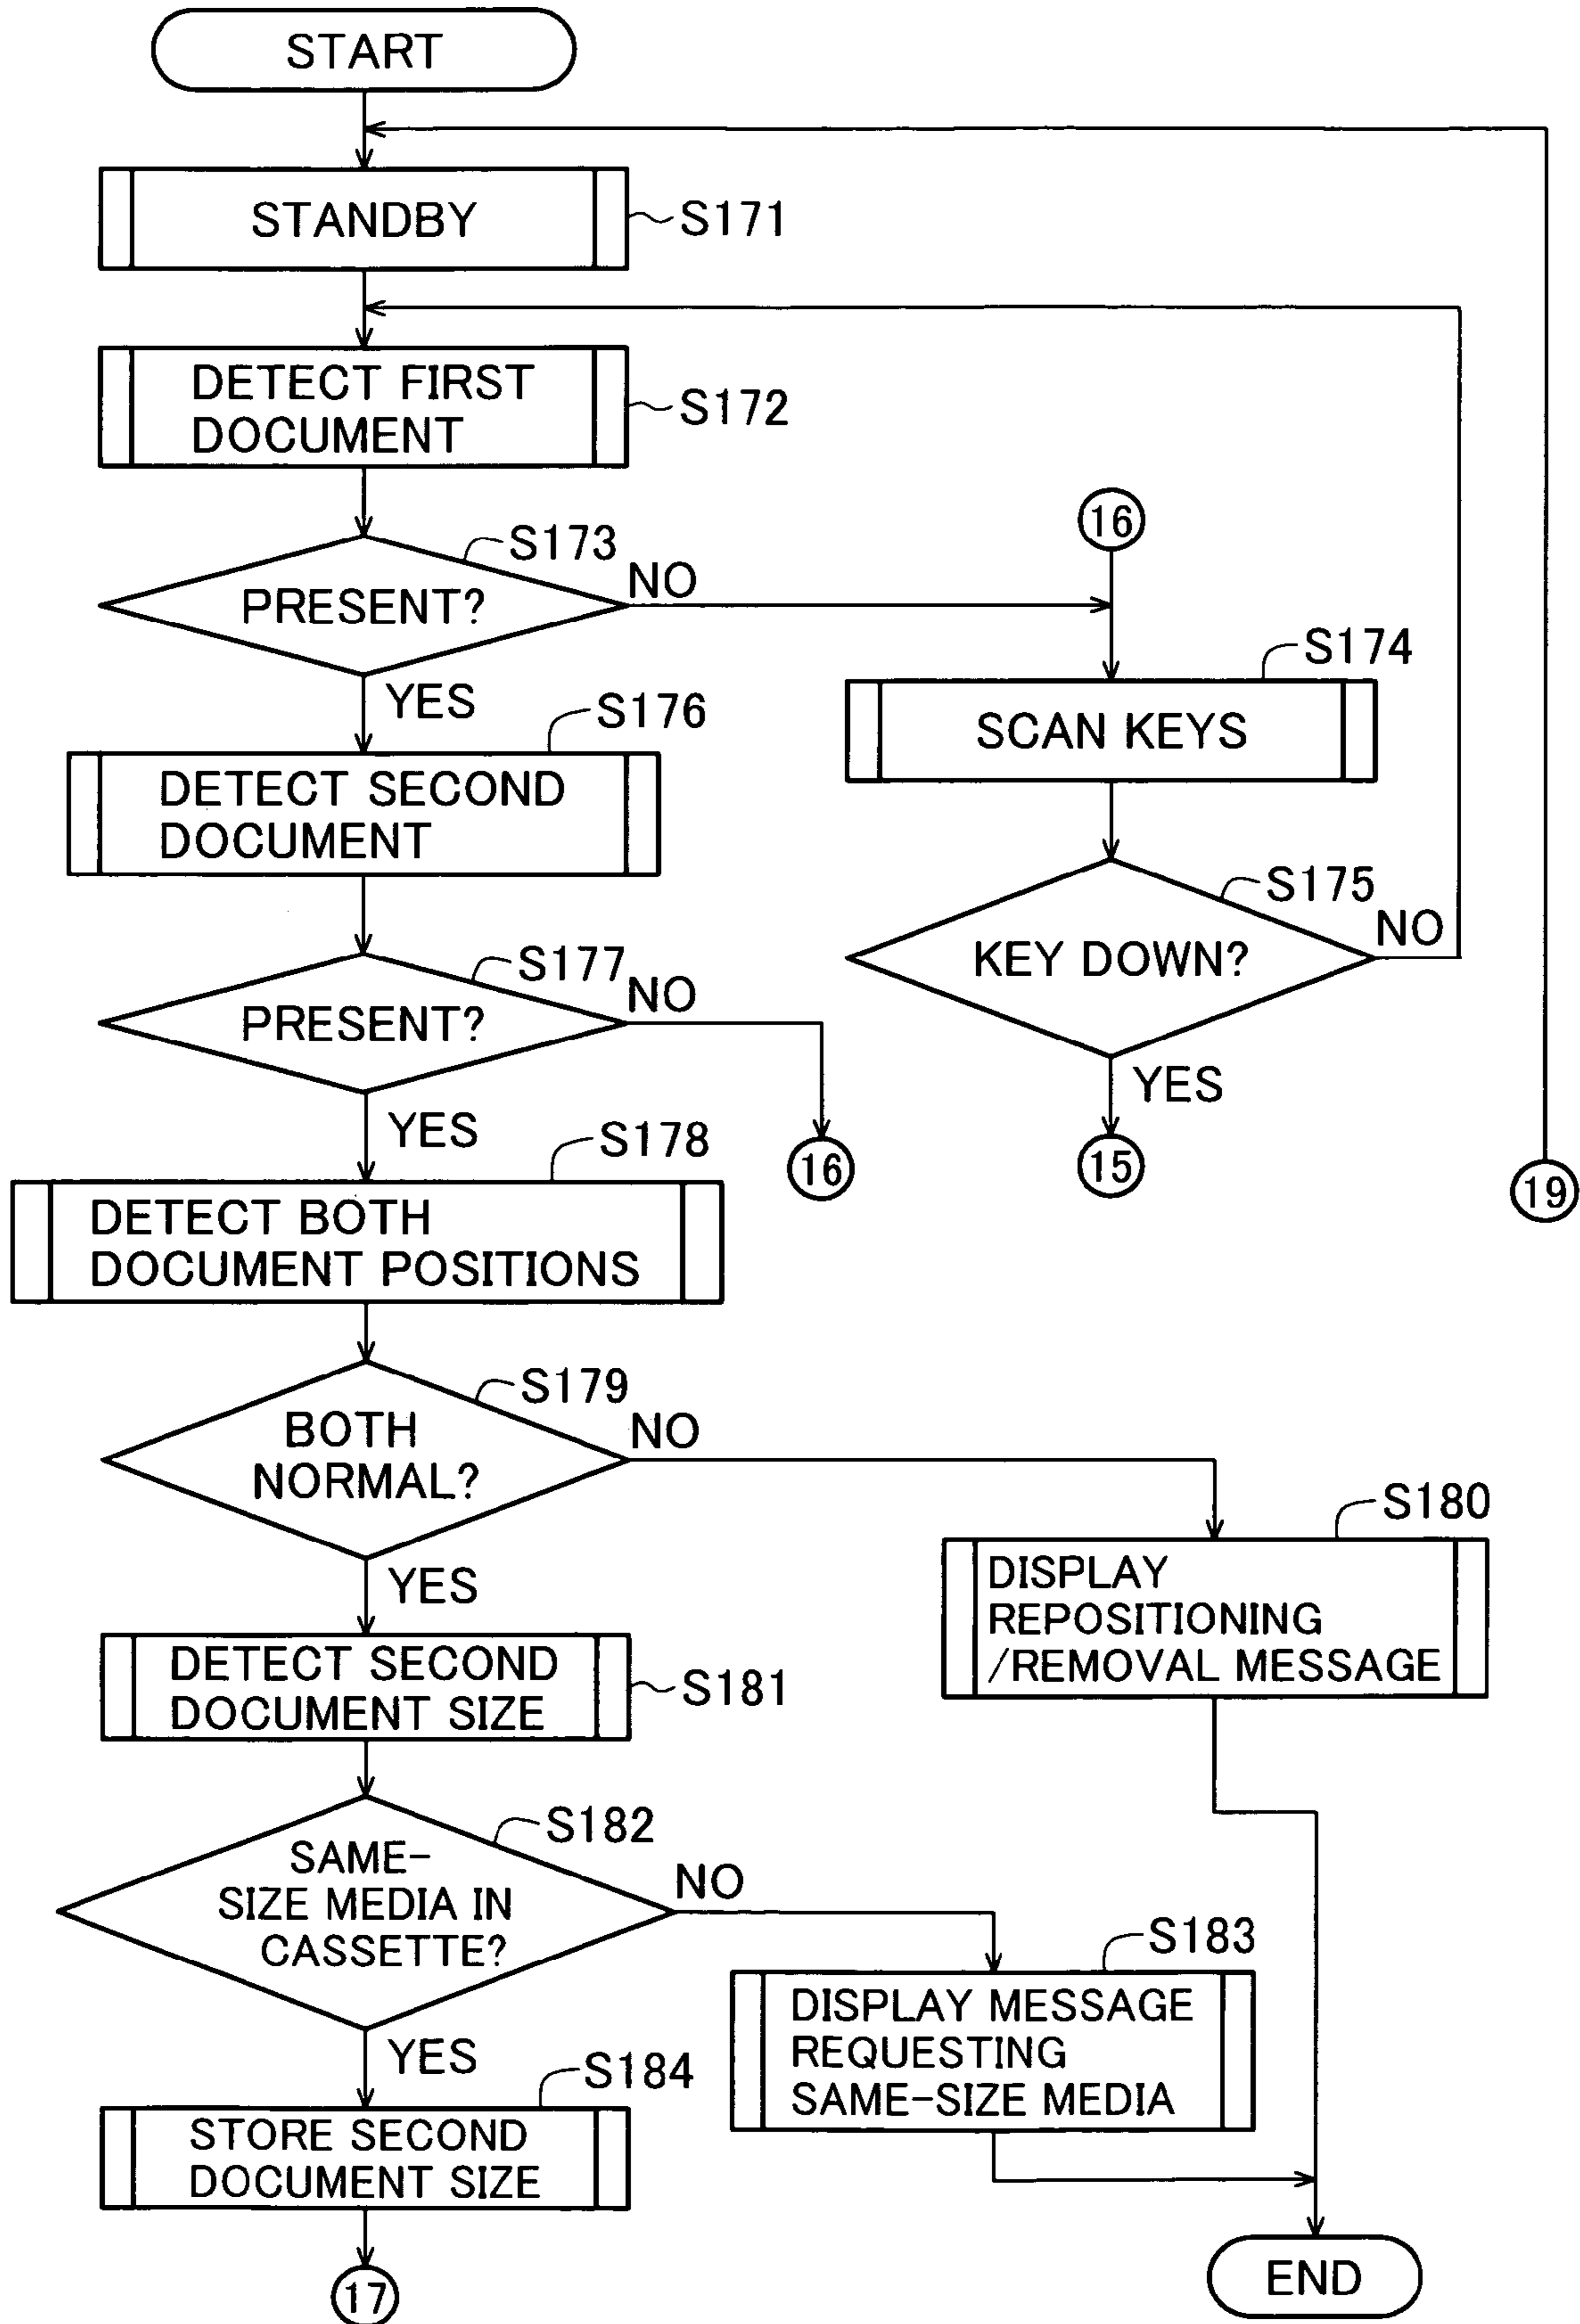 START
STANDBY
S171
DETECT FIRST
DOCUMENT
S172
S173
PRESENT?
NO
YES
16
S174
SCAN KEYS
S175
KEY DOWN?
NO
YES
15
19
S176
DETECT SECOND
DOCUMENT
S177
PRESENT?
NO
16
YES
S178
DETECT BOTH
DOCUMENT POSITIONS
S179
BOTH
NORMAL?
NO
YES
S180
DISPLAY
REPOSITIONING
/REMOVAL MESSAGE
DETECT SECOND
DOCUMENT SIZE
S181
S182
SAME-
SIZE MEDIA IN
CASSETTE?
NO
YES
S183
DISPLAY MESSAGE
REQUESTING
SAME-SIZE MEDIA
S184
STORE SECOND
DOCUMENT SIZE
17
END